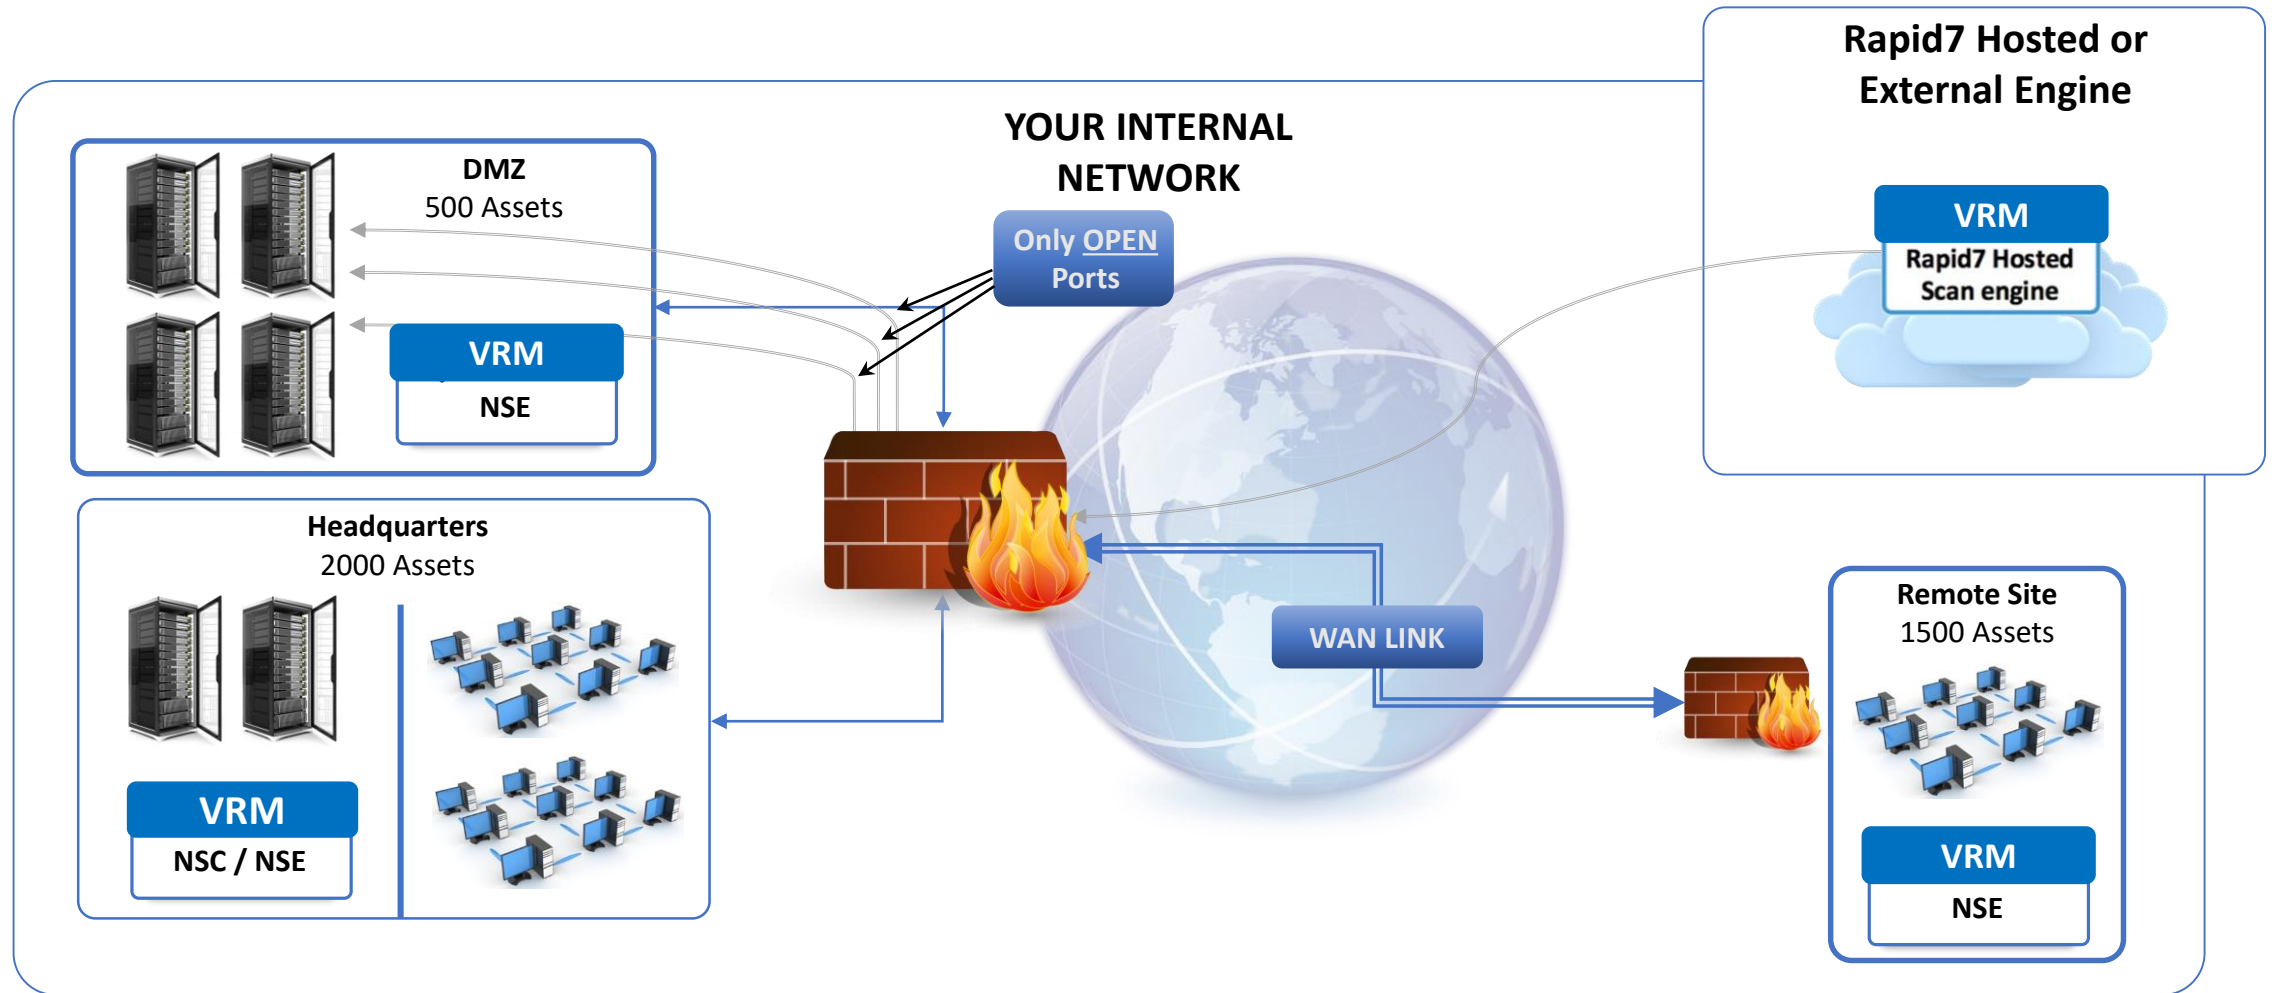 Rapid7 Hosted or
External Engine
YOUR INTERNAL
NETWORK
DMZ
500 Assets
Only OPEN
Ports
VRM
Rapid7 Hosted
Scan engine
VRM
NSE
Headquarters
2000 Assets
WAN LINK
Remote Site
1500 Assets
VRM
NSC / NSE
VRM
NSE